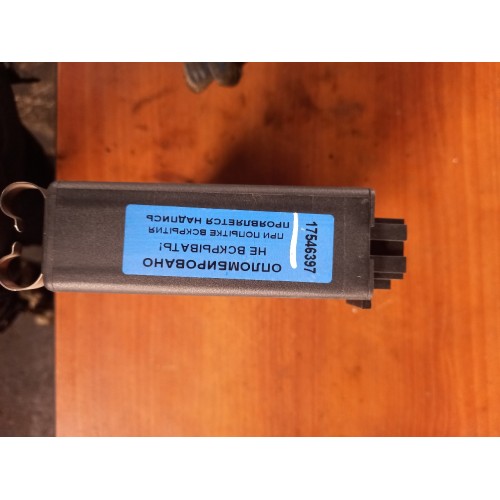 ОПЛОМБИРОВАНО
НЕ ВСКРЫВАТЬ!
ПРИ ПОПЫТКЕ ВСКРЫТИЯ
ПРОЯВЛЯЕТСЯ НАДПИСЬ
17546397